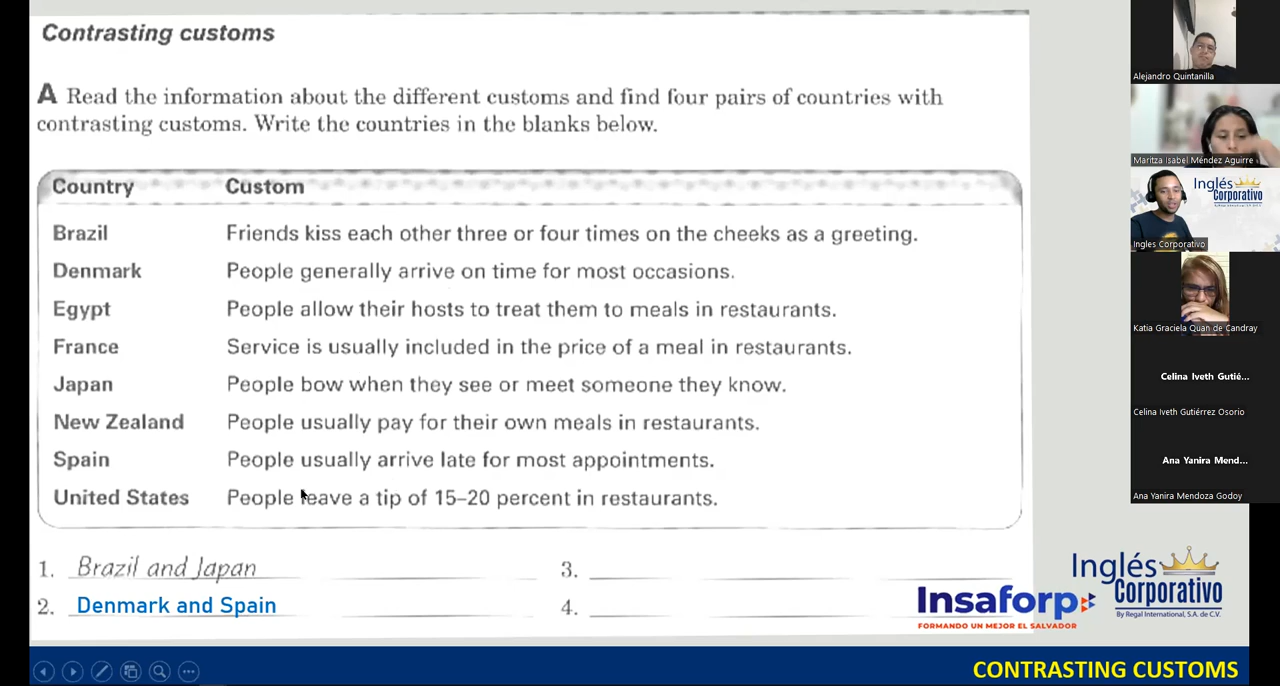 Contrasting customs
A Read the information about the different customs and find four pairs of countries with
contrasting customs. Write the countries in the blanks below.
Country Custom
Brazil Friends kiss each other three or four times on the cheeks as a greeting.
Denmark People generally arrive on time for most occasions.
Egypt People allow their hosts to treat them to meals in restaurants.
France Service is usually included in the price of a meal in restaurants.
Japan People bow when they see or meet someone they know.
New Zealand People usually pay for their own meals in restaurants.
Spain People usually arrive late for most appointments.
United States People leave a tip of 15–20 percent in restaurants.
1. Brazil and Japan
2. Denmark and Spain
3.
4.
Insaforp
FORMANDO UN MEJOR EL SALVADOR
Inglés
Corporativo
By Regal International, S.A. de C.V.
CONTRASTING CUSTOMS
Alejandro Quintanilla
Maritza Isabel Méndez Aguirre
Inglés
Corporativo
Ingles Corporativo
Katia Graciela Quan de Candray
Celina Iveth Gutié...
Celina Iveth Gutiérrez Osorio
Ana Yanira Mend...
Ana Yanira Mendoza Godoy